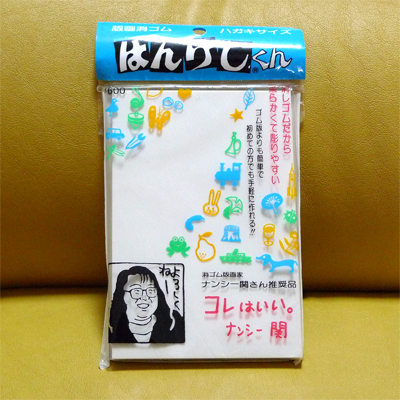 版画消ゴム
ハガキサイズ
はんけしくん
600
消しゴムだから
柔らかくて彫りやすい
ゴム版よりも簡単で
初めての方でも手軽に作れる!!
よろしくねー
消ゴム版画家
ナンシー関さん推奨品
コレはいい。
ナンシー関